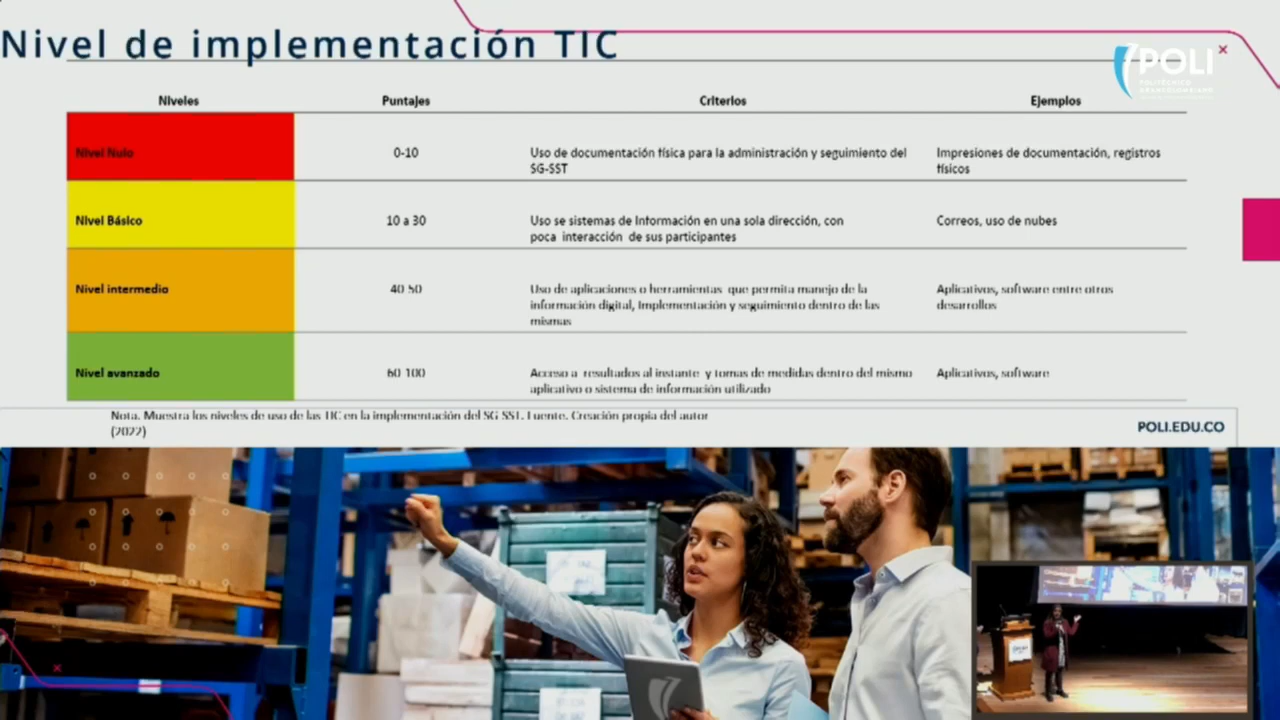 Nivel de implementación TIC
POLI
POLITÉCNICO
GRANCOLOMBIANO
Niveles Puntajes Criterios Ejemplos
Nivel Nulo 0-10 Uso de documentación física para la administración y seguimiento del Impresiones de documentación, registros
SG-SST físicos
Nivel Básico 10 a 30 Uso se sistemas de Información en una sola dirección, con Correos, uso de nubes
poca interacción de sus participantes
Nivel intermedio 40-50 Uso de aplicaciones o herramientas que permita manejo de la Aplicativos, software entre otros
información digital, Implementación y seguimiento dentro de las desarrollos
mismas
Nivel avanzado 60-100 Acceso a resultados al instante y tomas de medidas dentro del mismo Aplicativos, software
aplicativo o sistema de información utilizado
Nota. Muestra los niveles de uso de las TIC en la implementación del SG-SST. Fuente. Creación propia del autor
(2022)
POLI.EDU.CO